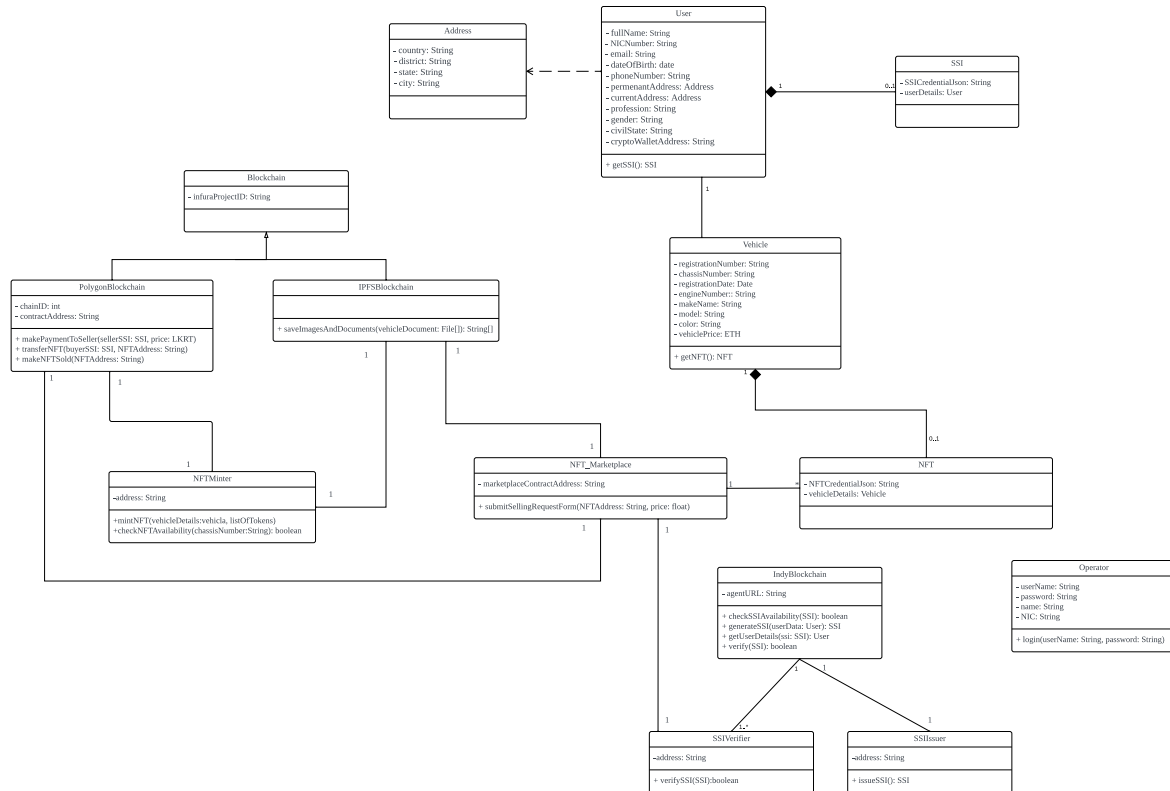 User
- fullName: String
- NICNumber: String
- email: String
- dateOfBirth: date
- phoneNumber: String
- permenantAddress: Address
- currentAddress: Address
- profession: String
- gender: String
- civilState: String
- cryptoWalletAddress: String
+ getSSI(): SSI
Address
- country: String
- district: String
- state: String
- city: String
SSI
- SSICredentialJson: String
- userDetails: User
1
0..1
1
Blockchain
- infuraProjectID: String
Vehicle
- registrationNumber: String
- chassisNumber: String
- registrationDate: Date
- engineNumber:: String
- makeName: String
- model: String
- color: String
- vehiclePrice: ETH
+ getNFT(): NFT
1
0..1
PolygonBlockchain
- chainID: int
- contractAddress: String
+ makePaymentToSeller(sellerSSI: SSI, price: LKRT)
+ transferNFT(buyerSSI: SSI, NFTAddress: String)
+ makeNFTSold(NFTAddress: String)
1
1
IPFSBlockchain
+ saveImagesAndDocuments(vehicleDocument: File[]): String[]
1
1
1
1
NFTMinter
-address: String
+mintNFT(vehicleDetails:vehicla, listOfTokens)
+checkNFTAvailability(chassisNumber:String): boolean
1
1
NFT_Marketplace
- marketplaceContractAddress: String
+ submitSellingRequestForm(NFTAddress: String, price: float)
1
1
1
*
NFT
- NFTCredentialJson: String
- vehicleDetails: Vehicle
IndyBlockchain
- agentURL: String
+ checkSSIAvailability(SSI): boolean
+ generateSSI(userData: User): SSI
+ getUserDetails(ssi: SSI): User
+ verify(SSI): boolean
1
1
Operator
- userName: String
- password: String
- name: String
- NIC: String
+ login(userName: String, password: String)
1
1..*
1
SSIVerifier
-address: String
+ verifySSI(SSI):boolean
SSIIssuer
-address: String
+ issueSSI(): SSI